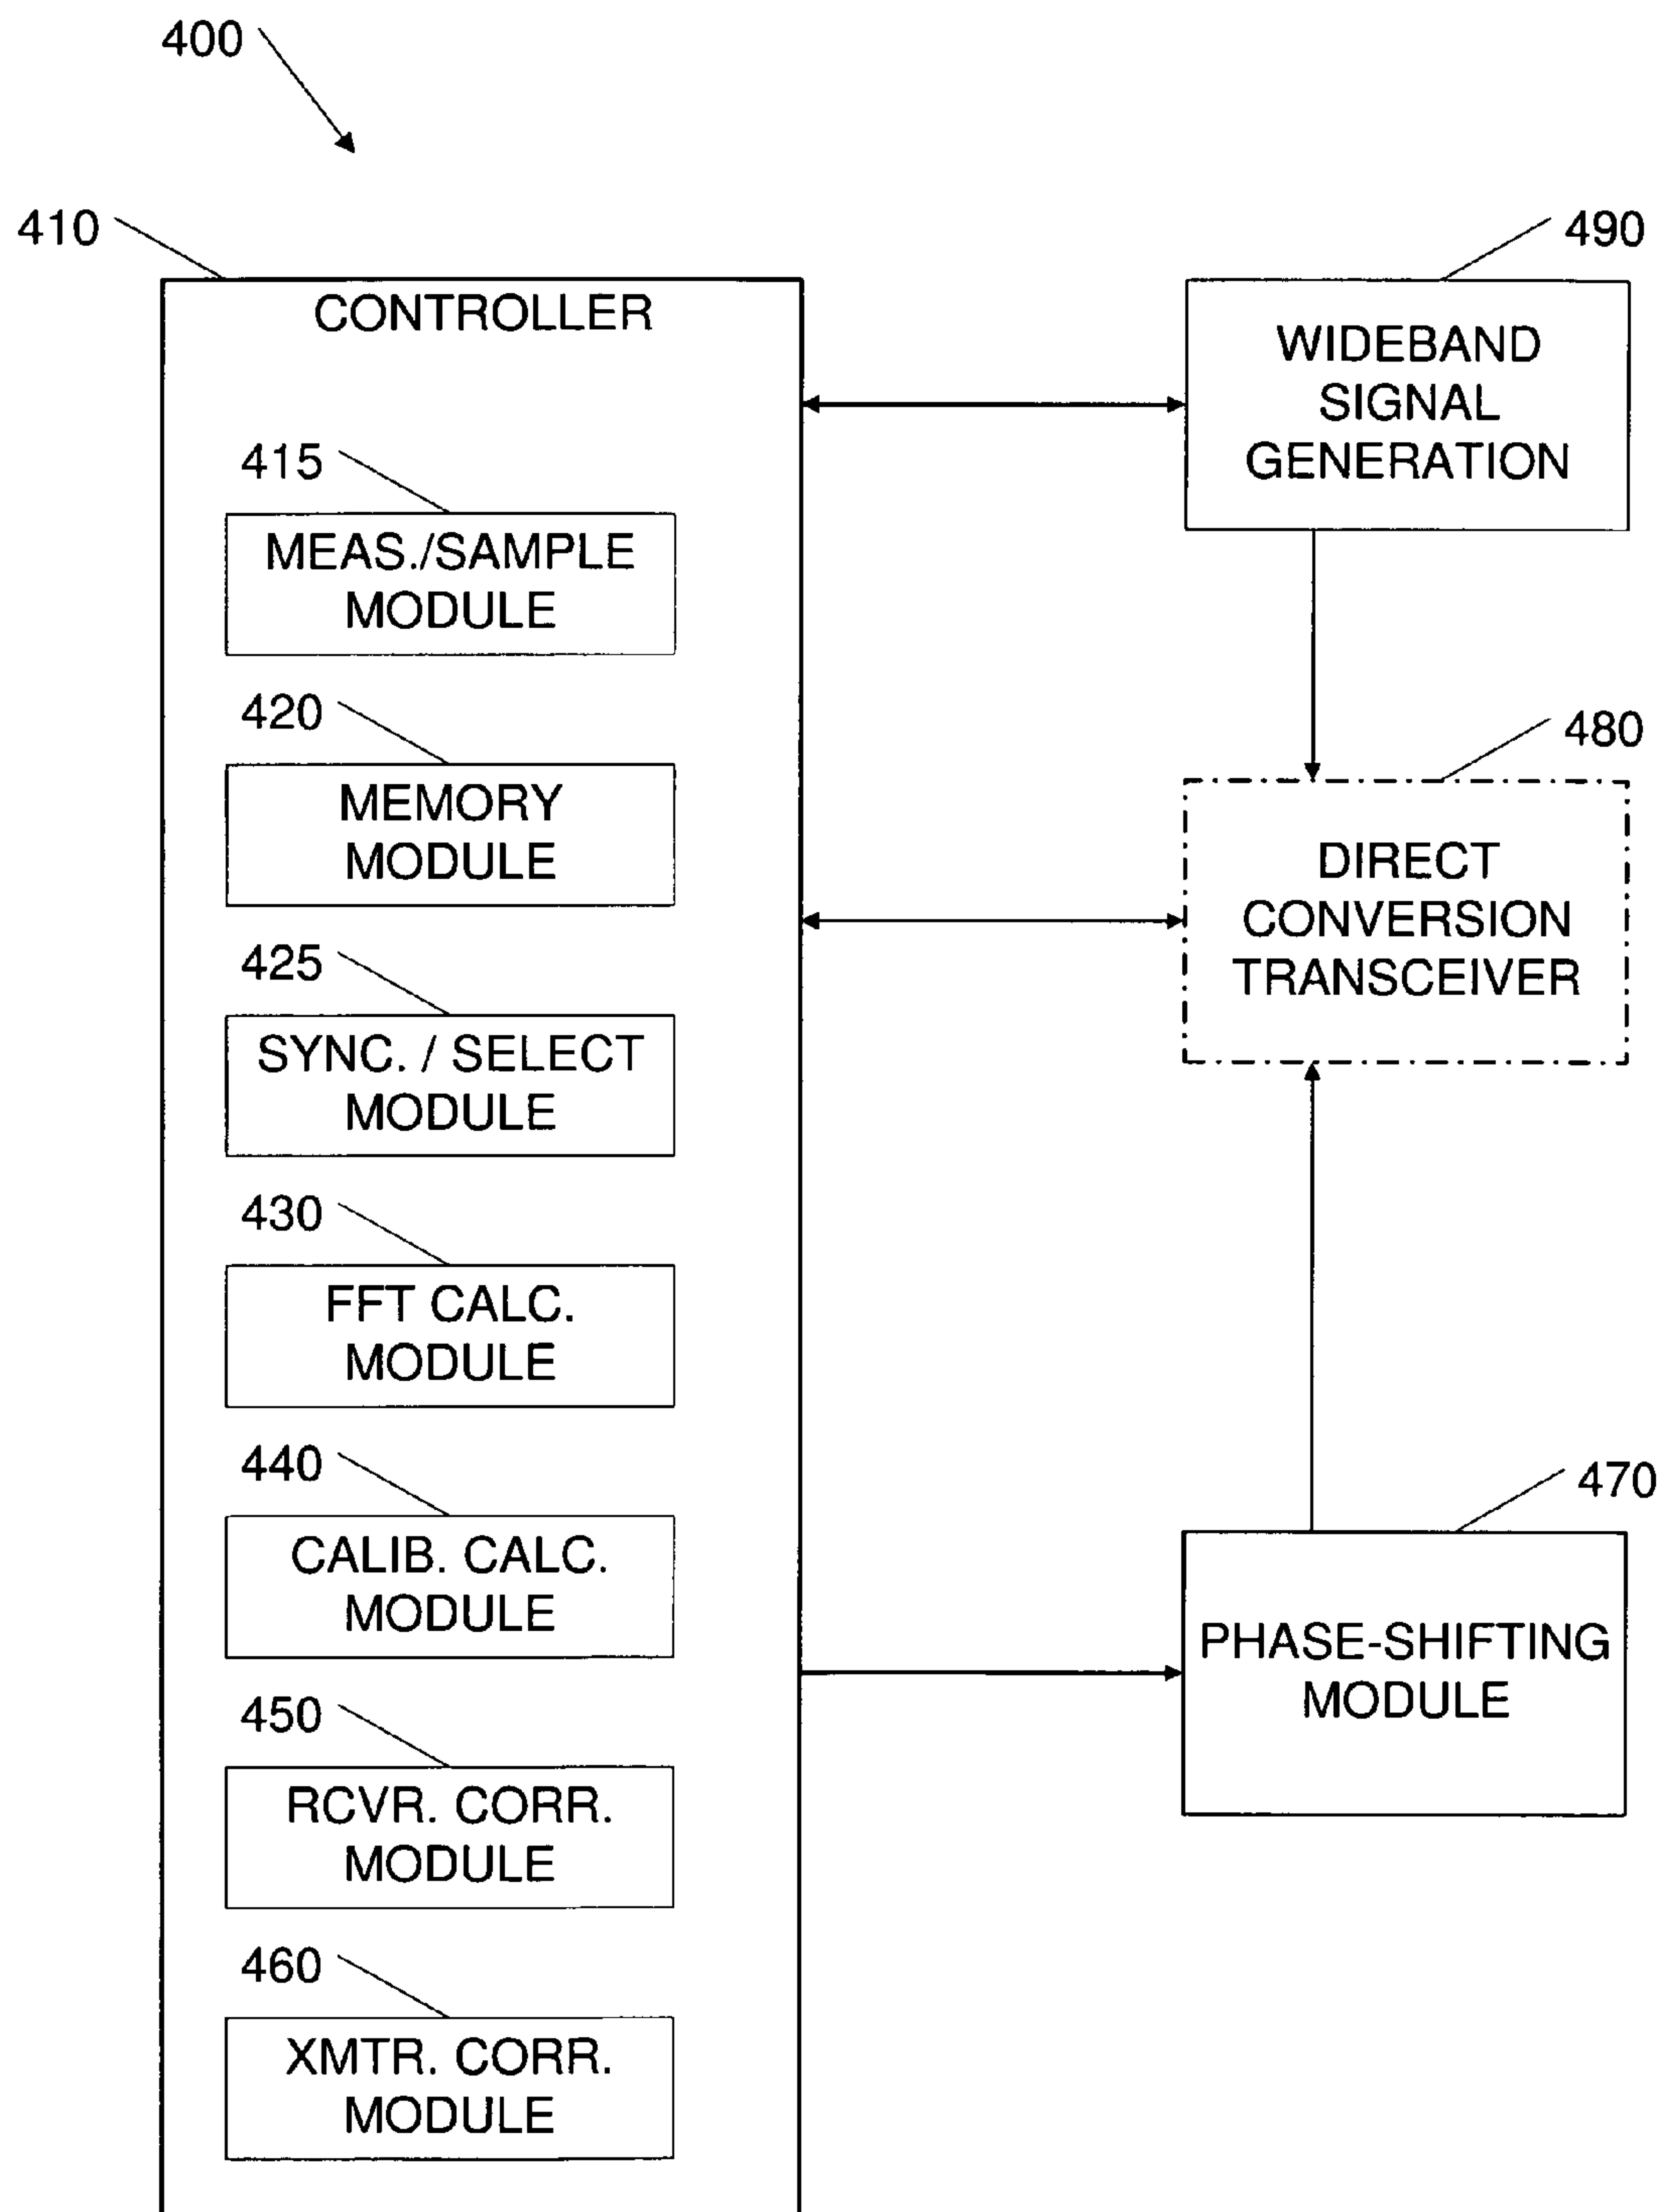 400
410
CONTROLLER
415
MEAS./SAMPLE
MODULE
420
MEMORY
MODULE
425
SYNC. / SELECT
MODULE
430
FFT CALC.
MODULE
440
CALIB. CALC.
MODULE
450
RCVR. CORR.
MODULE
460
XMTR. CORR.
MODULE
490
WIDEBAND
SIGNAL
GENERATION
480
DIRECT
CONVERSION
TRANSCEIVER
470
PHASE-SHIFTING
MODULE